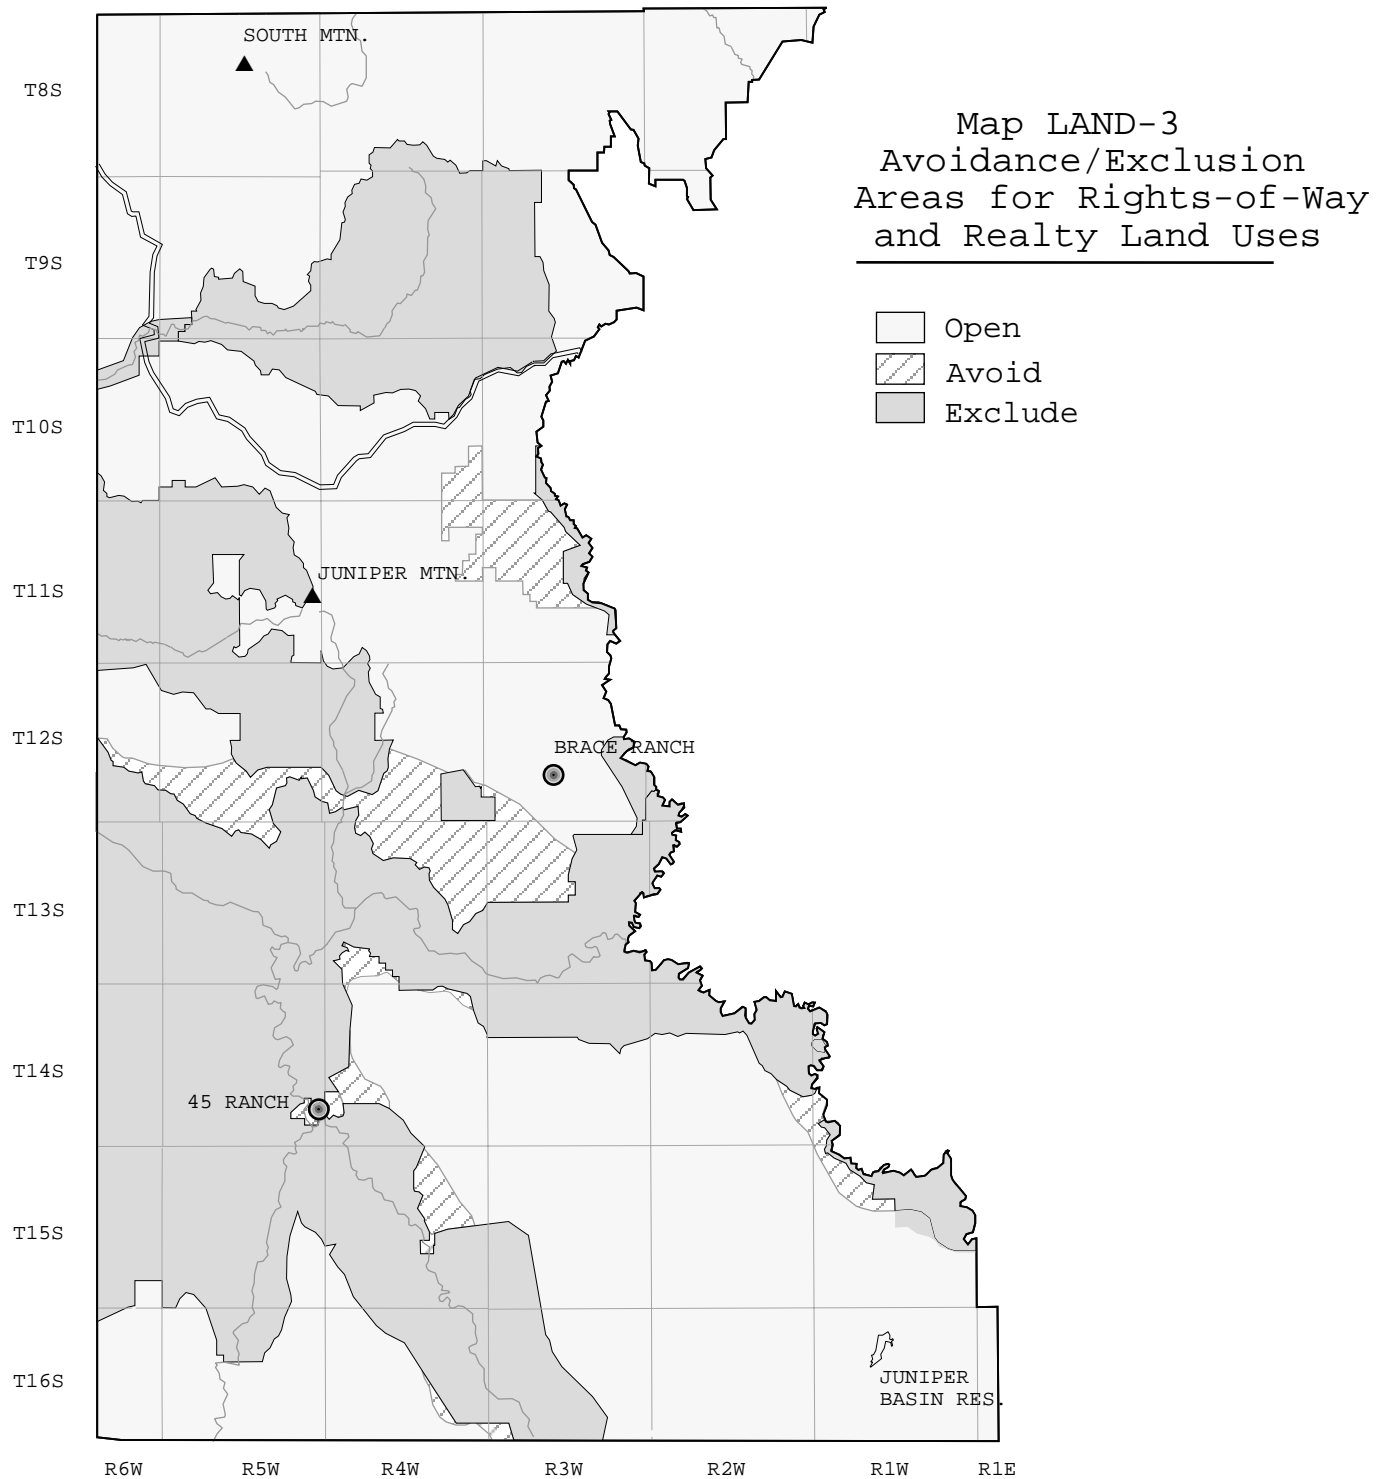 SOUTH MTN.
T8S
Map LAND-3
Avoidance/Exclusion
Areas for Rights-of-Way
and Realty Land Uses
T9S
Open
Avoid
Exclude
T10S
JUNIPER MTN.
T11S
T12S
BRACE RANCH
T13S
T14S
45 RANCH
T15S
T16S
JUNIPER
BASIN RES.
R6W R5W R4W R3W R2W R1W R1E